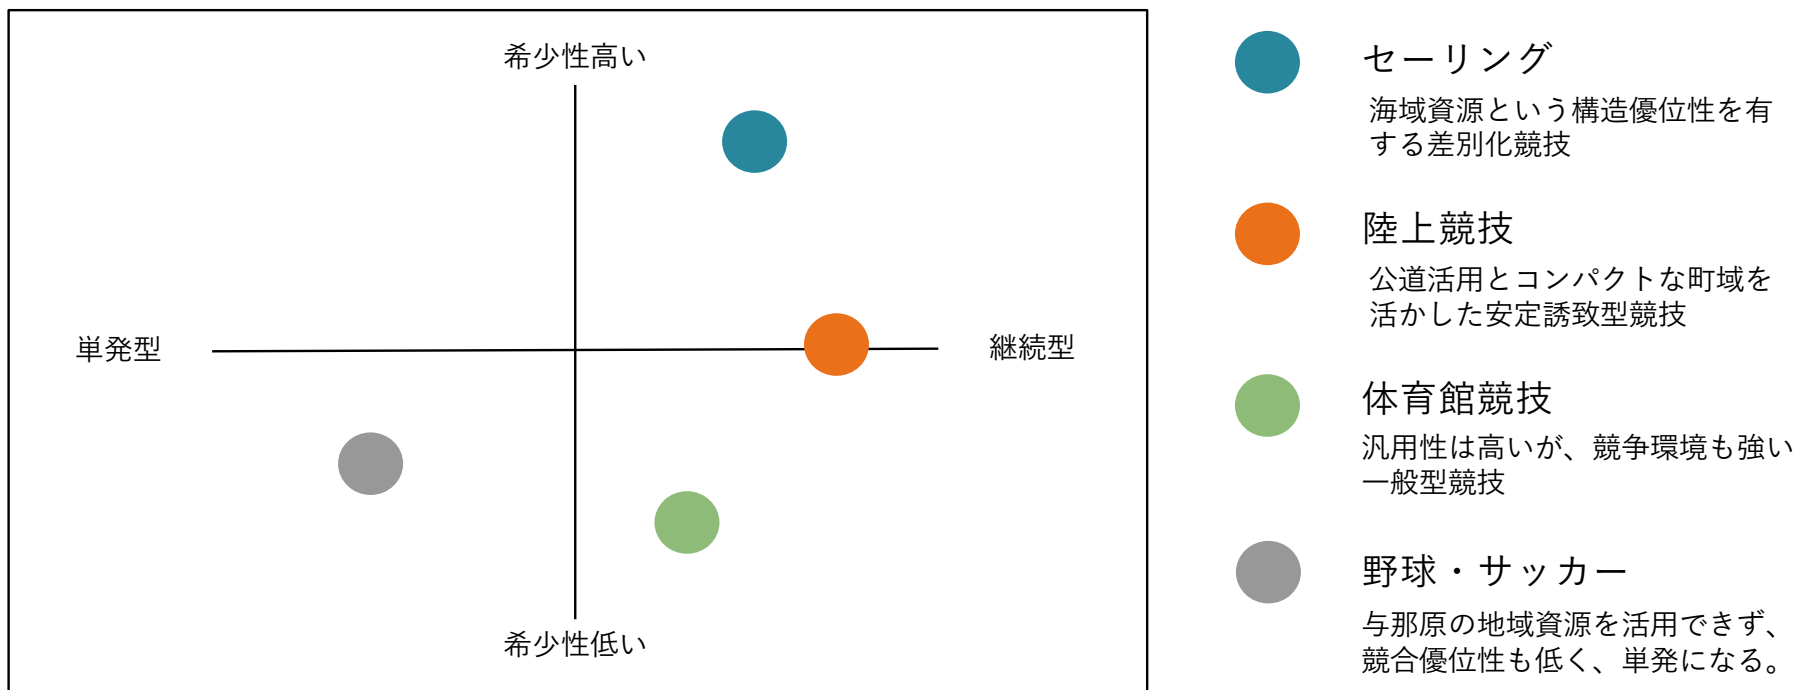 希少性高い
単発型
継続型
希少性低い
セーリング
海域資源という構造優位性を有
する差別化競技
陸上競技
公道活用とコンパクトな町域を
活かした安定誘致型競技
体育館競技
汎用性は高いが、競争環境も強い
一般型競技
野球・サッカー
与那原の地域資源を活用できず、
競合優位性も低く、単発になる。